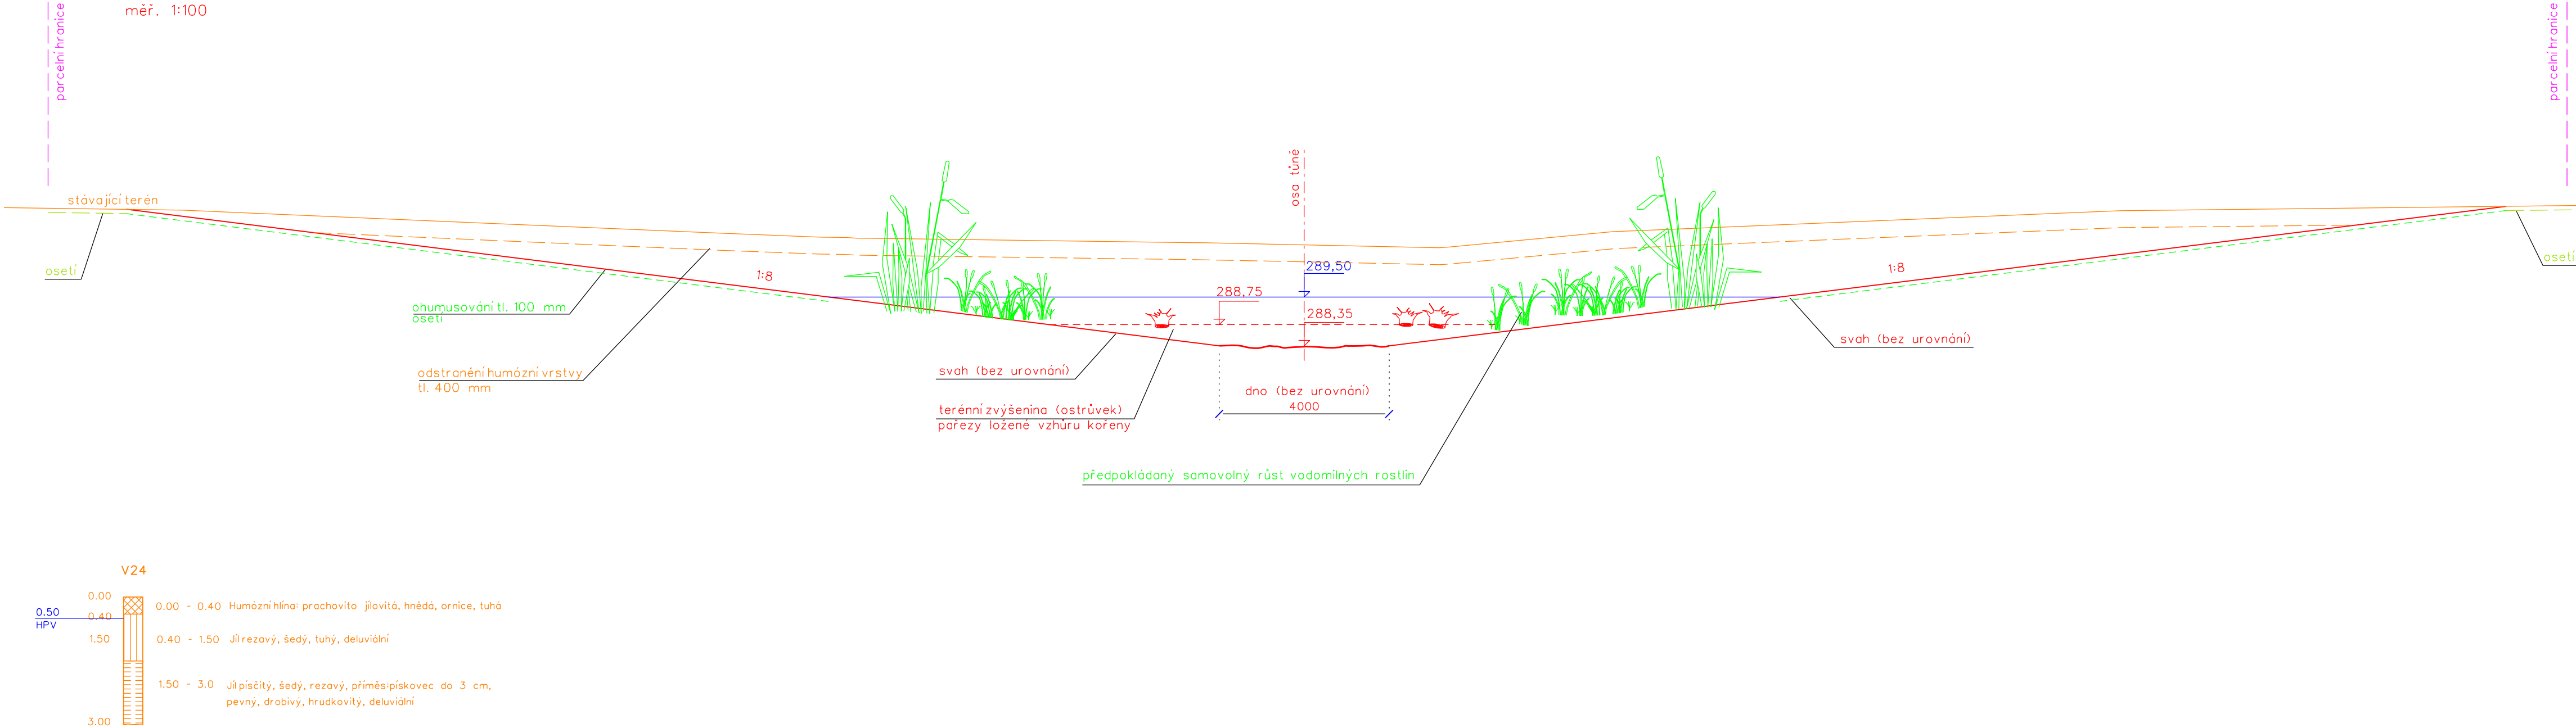 měř. 1:100
parcelní hranice
parcelní hranice
osa tůně
stávající terén
osetí
osetí
1:8
1:8
289,50
288,75
288,35
ohumusování tl. 100 mm
osetí
odstranění humózní vrstvy
tl. 400 mm
svah (bez urovnání)
svah (bez urovnání)
dno (bez urovnání)
4000
terénní zvýšenina (ostrůvek)
pařezy ložené vzhůru kořeny
předpokládaný samovolný růst vodomilných rostlin
V24
0.00
0.50
HPV
0.40
0.00 - 0.40 Humózní hlína: prachovito jílovitá, hnědá, ornice, tuhá
1.50
0.40 - 1.50 Jíl rezavý, šedý, tuhý, deluviální
1.50 - 3.0 Jíl písčitý, šedý, rezavý, příměs:pískovec do 3 cm,
pevný, drobivý, hrudkovitý, deluviální
3.00